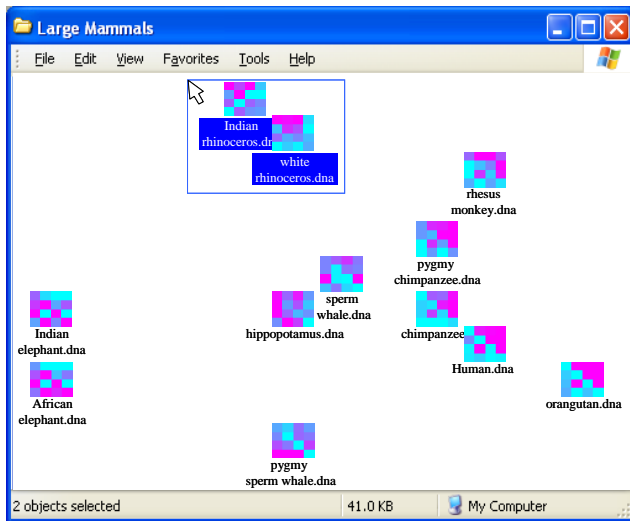 Large Mammals
File Edit View Favorites Tools Help
Indian
rhinoceros.dn
white
rhinoceros.dna
rhesus
monkey.dna
pygmy
chimpanzee.dna
sperm
whale.dna
Indian
elephant.dna
hippopotamus.dna
chimpanzee
Human.dna
African
elephant.dna
orangutan.dna
pygmy
sperm whale.dna
2 objects selected 41.0 KB My Computer